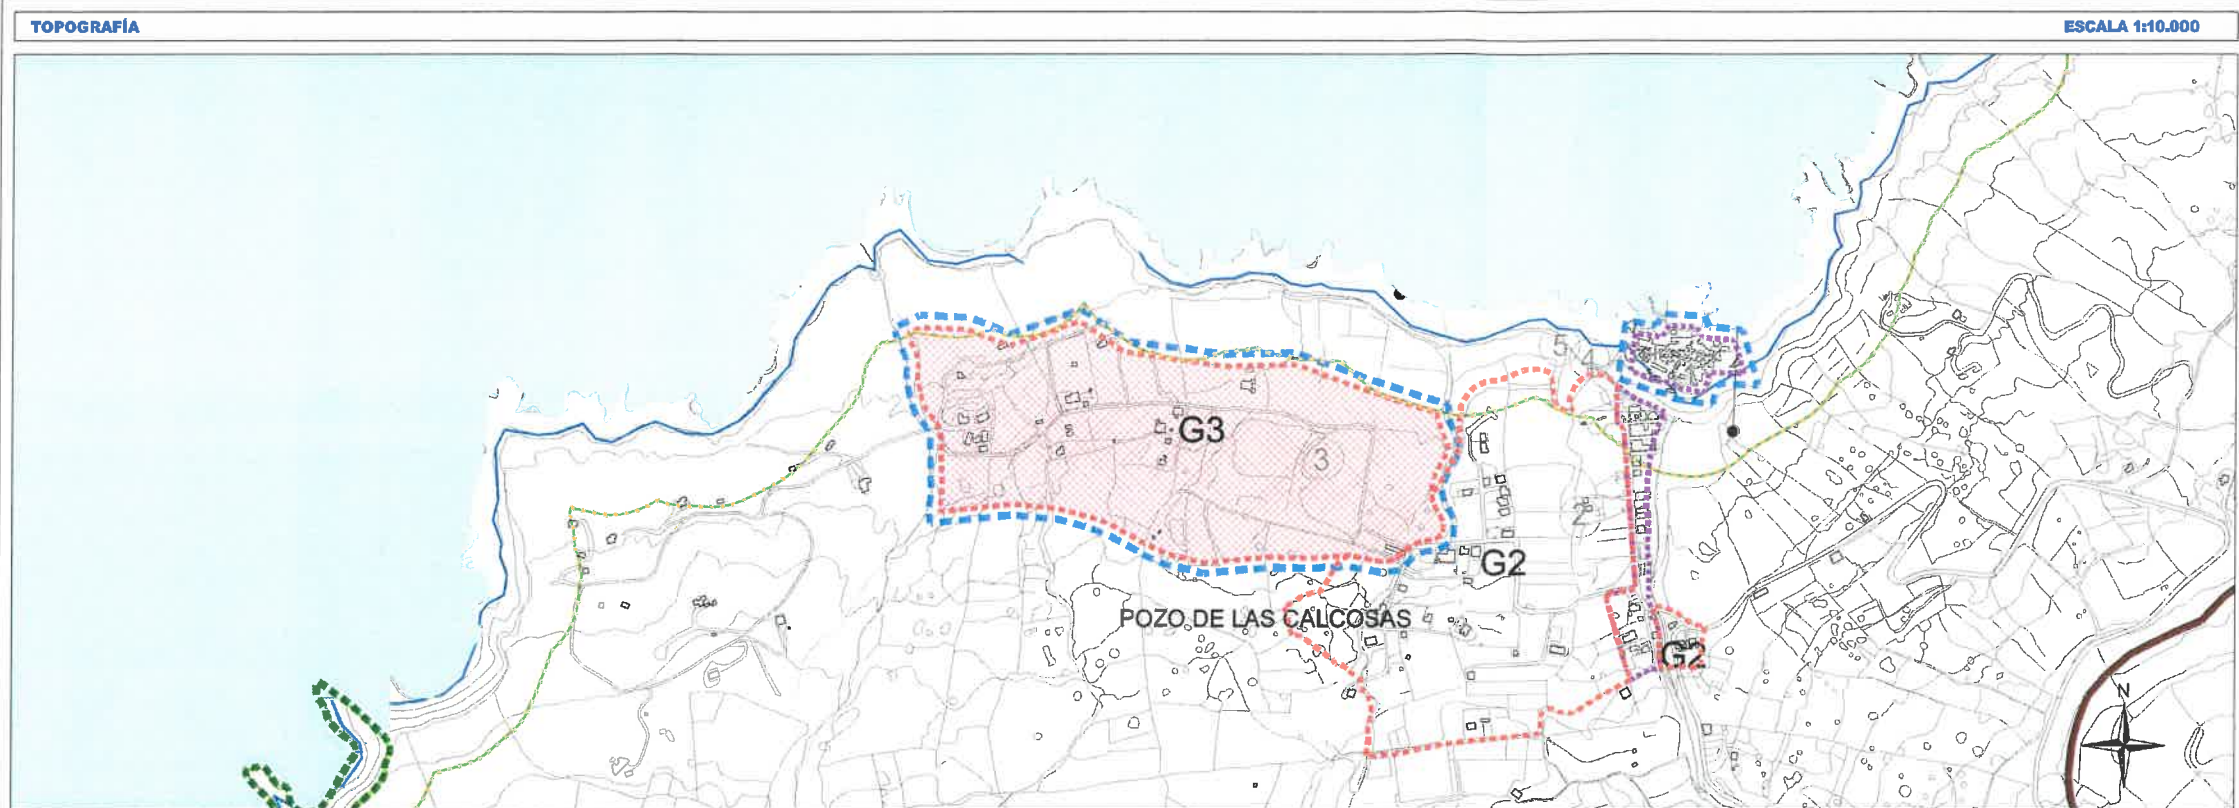 TOPOGRAFÍA
ESCALA 1:10.000
5
4
G3
3
2
G2
POZO DE LAS CALCOSAS
G2
N